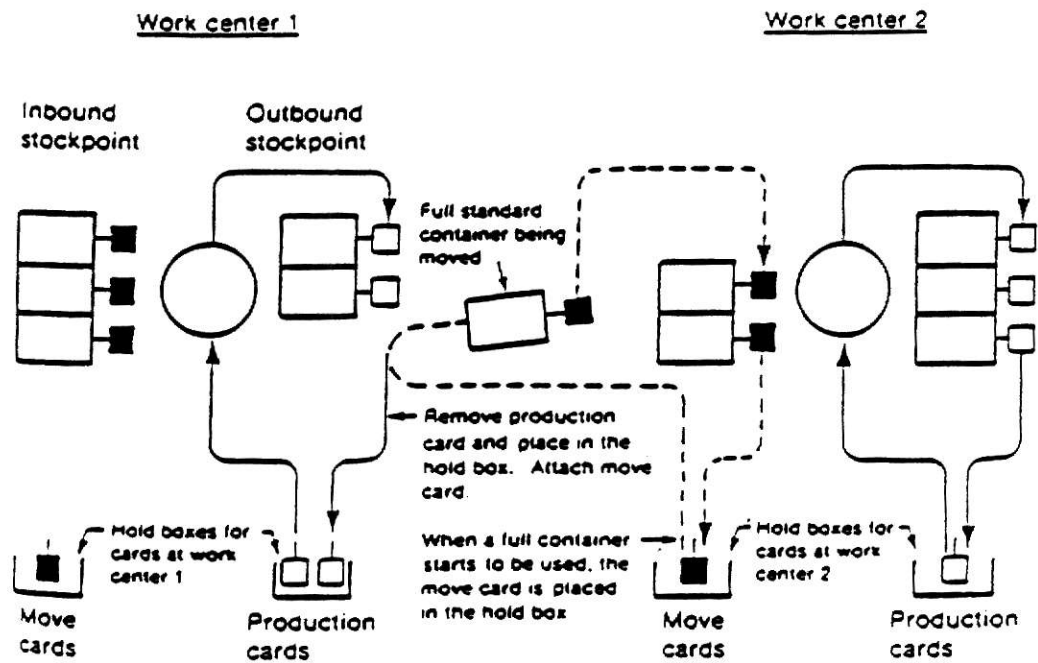 Work center 1
Work center 2
Inbound
stockpoint
Outbound
stockpoint
Full standard
container being
moved
Remove production
card and place in the
hold box. Attach move
card.
Hold boxes for
cards at work
center 1
When a full container
starts to be used, the
move card is placed
in the hold box
Hold boxes for
cards at work
center 2
Move
cards
Production
cards
Move
cards
Production
cards